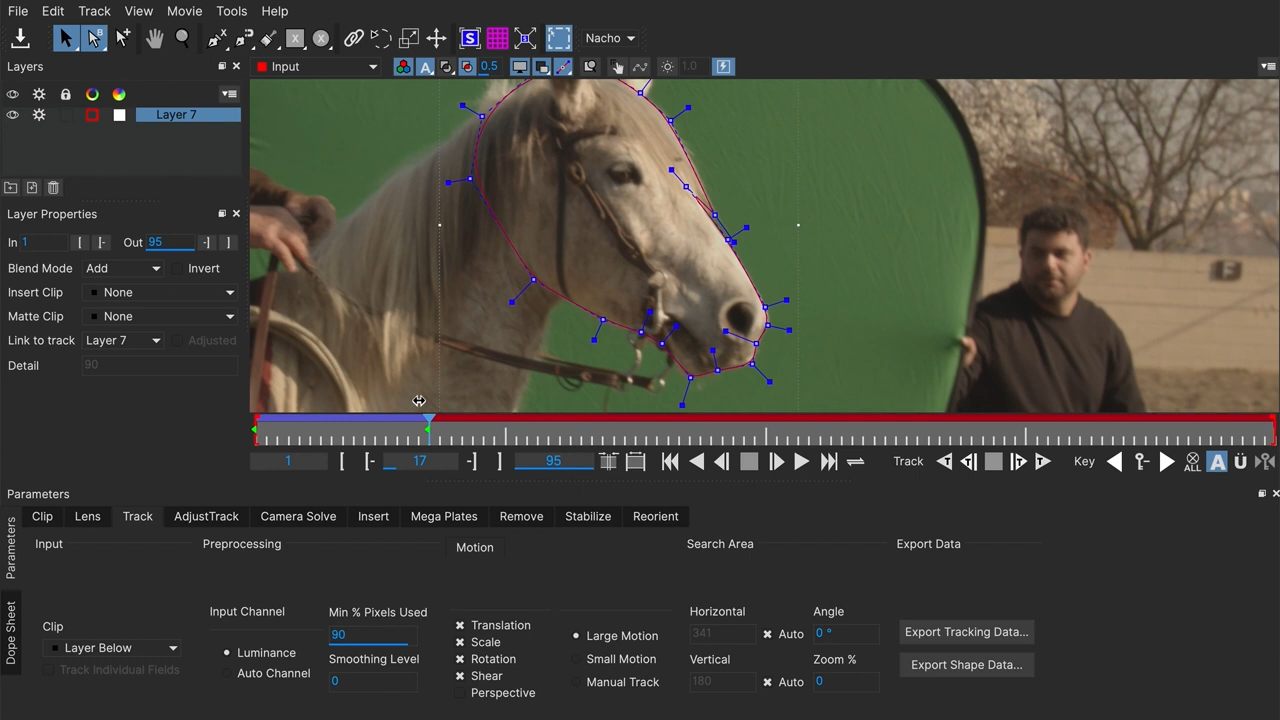 File Edit Track View Movie Tools Help
S Nacho
Layers
Input A 0.5 1.0
Layer 7
Layer Properties
In 1 [ [- Out 95 -] ]
Blend Mode Add Invert
Insert Clip None
Matte Clip None
Link to track Layer 7 Adjusted
Detail 90
1 [ [- 17 -] ] 95 Track T T T T Key ALL A
Parameters
Clip Lens Track AdjustTrack Camera Solve Insert Mega Plates Remove Stabilize Reorient
Parameters
Dope Sheet
Input Preprocessing Motion Search Area Export Data
Input Channel Min % Pixels Used Horizontal Angle
Clip 90 Translation Large Motion 341 Auto 0 ° Export Tracking Data...
Layer Below Luminance Scale
Track Individual Fields Auto Channel Smoothing Level Rotation Small Motion Vertical Zoom % Export Shape Data...
0 Shear Manual Track 180 Auto 0
Perspective